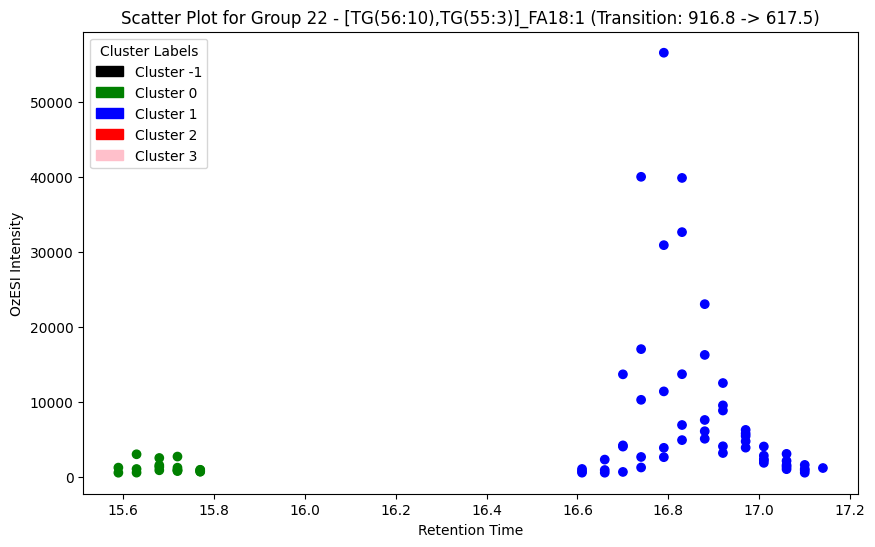 Scatter Plot for Group 22 - [TG(56:10),TG(55:3)]_FA18:1 (Transition: 916.8 -> 617.5)
Cluster Labels
Cluster -1
Cluster 0
Cluster 1
Cluster 2
Cluster 3
OzESI Intensity
50000
40000
30000
20000
10000
0
15.6 15.8 16.0 16.2 16.4 16.6 16.8 17.0 17.2
Retention Time